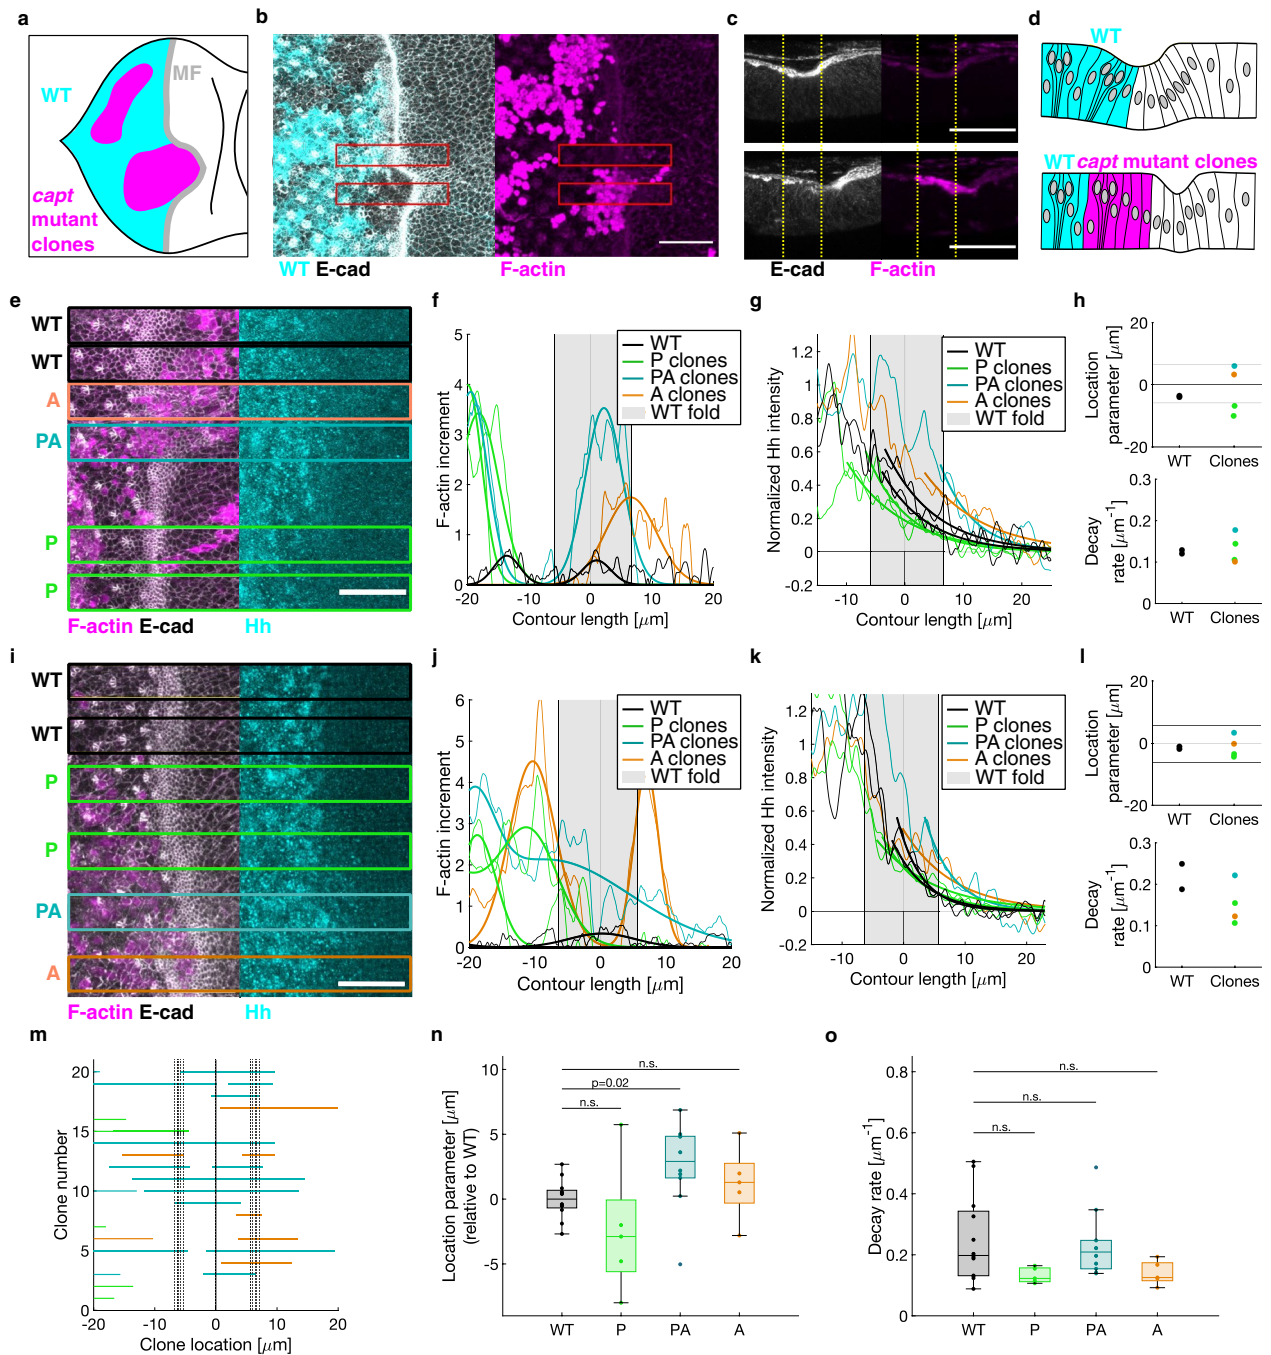 a
WT
MF
capt
mutant
clones
b
WT E-cad
F-actin
c
E-cad
F-actin
d
WT
WT capt mutant clones
e
WT
WT
A
PA
P
P
F-actin E-cad
Hh
f
F-actin increment
5
4
3
2
1
0
-20
-10
0
10
20
Contour length [μm]
WT
P clones
PA clones
A clones
WT fold
g
Normalized Hh intensity
1.2
1
0.8
0.6
0.4
0.2
0
-0.2
-10
0
10
20
Contour length [μm]
WT
P clones
PA clones
A clones
WT fold
h
Location
parameter [μm]
20
0
-20
WT
Clones
Decay
rate [μm⁻¹]
0.3
0.2
0.1
0
WT
Clones
i
WT
WT
P
P
PA
A
F-actin E-cad
Hh
j
F-actin increment
6
5
4
3
2
1
0
-20
-10
0
10
20
Contour length [μm]
WT
P clones
PA clones
A clones
WT fold
k
Normalized Hh intensity
1.2
1
0.8
0.6
0.4
0.2
0
-0.2
-10
0
10
20
Contour length [μm]
WT
P clones
PA clones
A clones
WT fold
l
Location
parameter [μm]
20
0
-20
WT
Clones
Decay
rate [μm⁻¹]
0.3
0.2
0.1
0
WT
Clones
m
Clone number
20
15
10
5
0
-20
-10
0
10
20
Clone location [μm]
n
Location parameter [μm]
(relative to WT)
10
5
0
-5
n.s.
p=0.02
n.s.
WT
P
PA
A
o
Decay rate [μm⁻¹]
0.8
0.6
0.4
0.2
0
n.s.
n.s.
n.s.
WT
P
PA
A